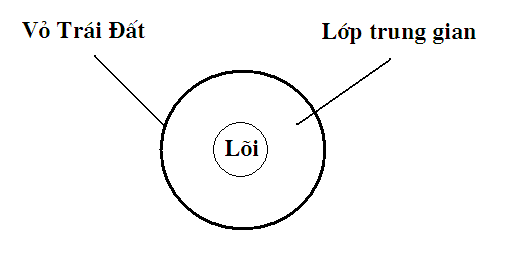 Vỏ Trái Đất
Lớp trung gian
Lõi